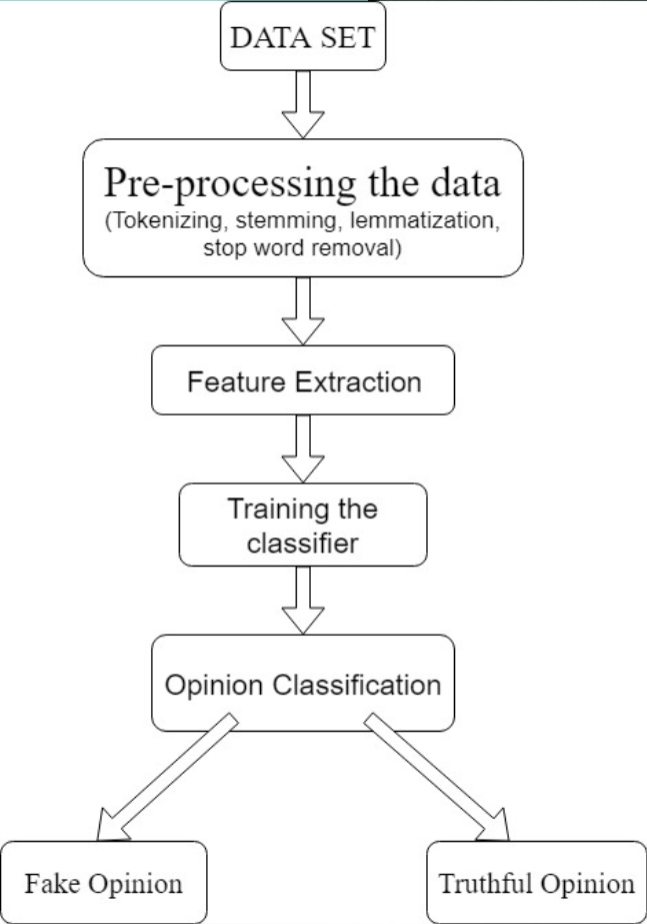 DATA SET
Pre-processing the data
(Tokenizing, stemming, lemmatization,
stop word removal)
Feature Extraction
Training the
classifier
Opinion Classification
Fake Opinion
Truthful Opinion